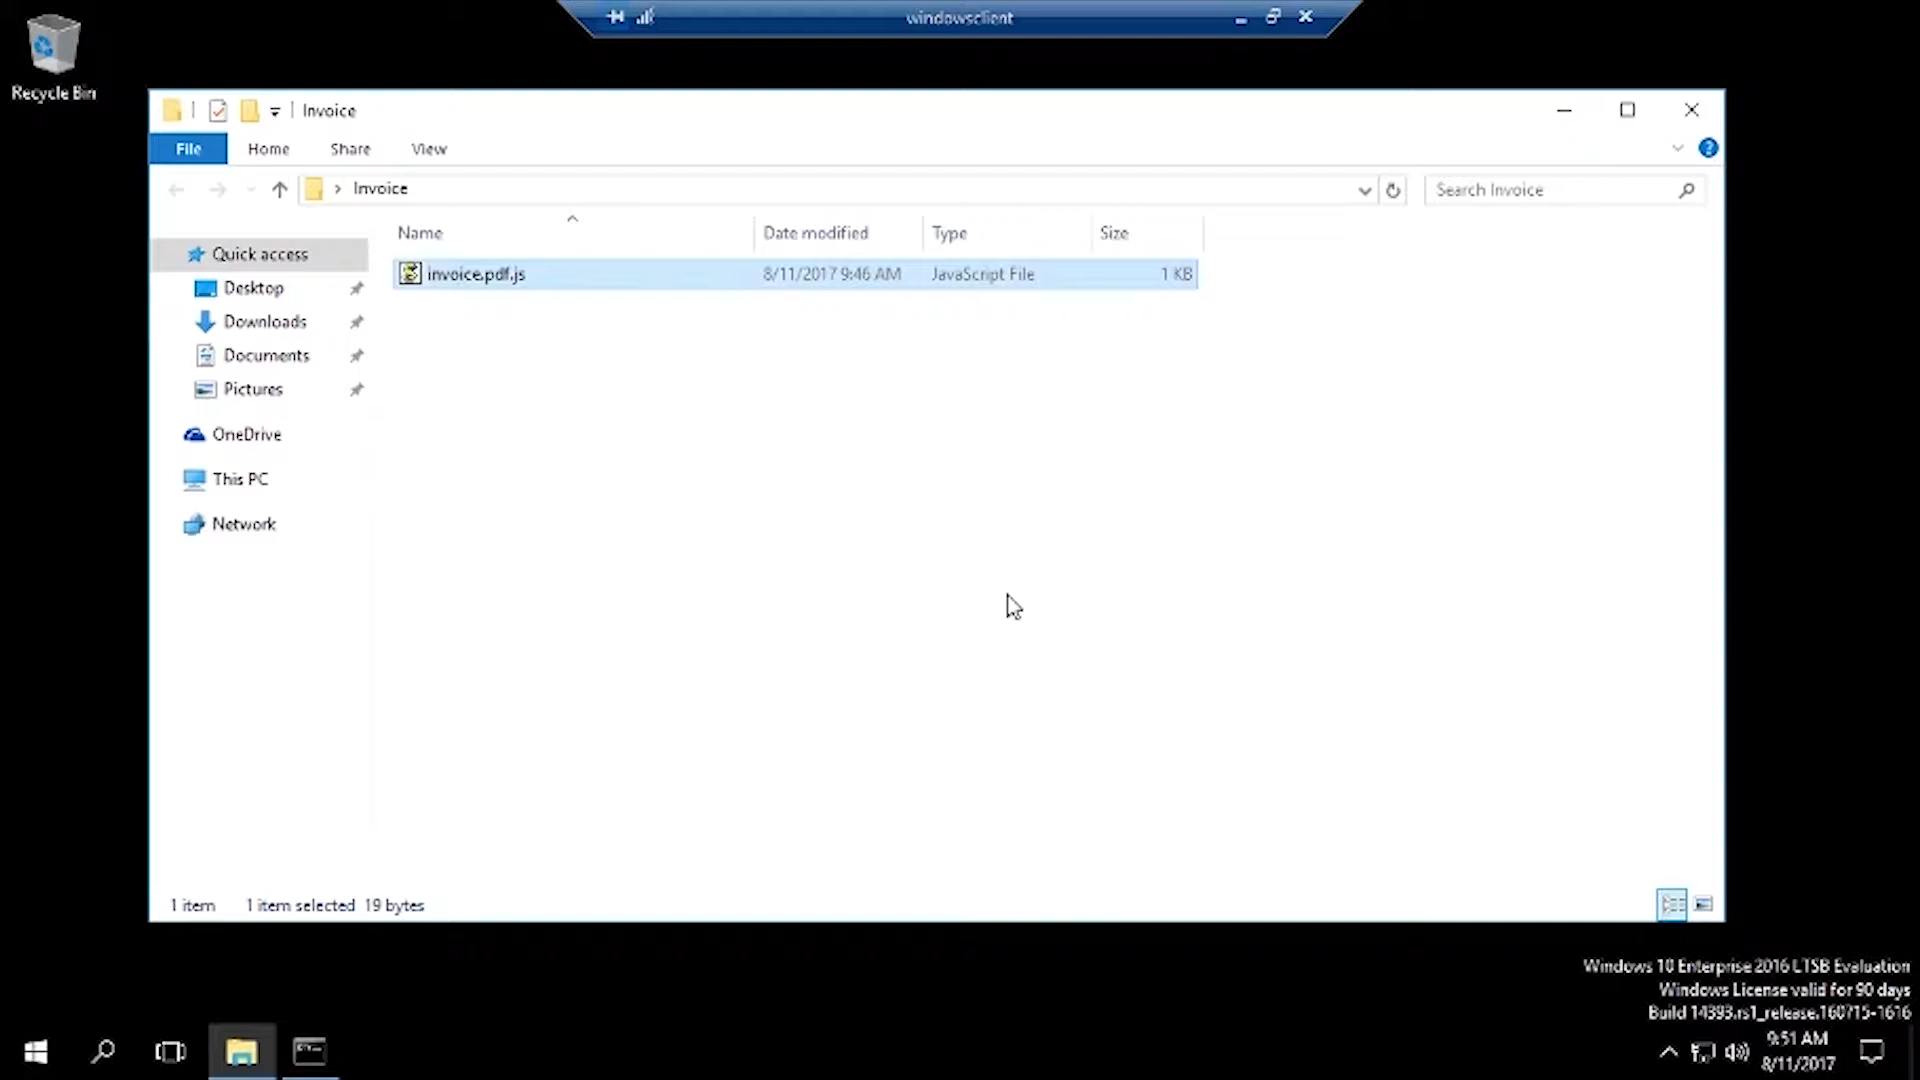 windowsclient
Recycle Bin
Invoice
File Home Share View
Invoice
Search Invoice
Name Date modified Type Size
invoice.pdf.js 8/11/2017 9:46 AM JavaScript File 1 KB
Quick access
Desktop
Downloads
Documents
Pictures
OneDrive
This PC
Network
1 item 1 item selected 19 bytes
Windows 10 Enterprise 2016 LTSB Evaluation
Windows License valid for 90 days
Build 14393.rs1_release.160715-1616
9:51 AM
8/11/2017